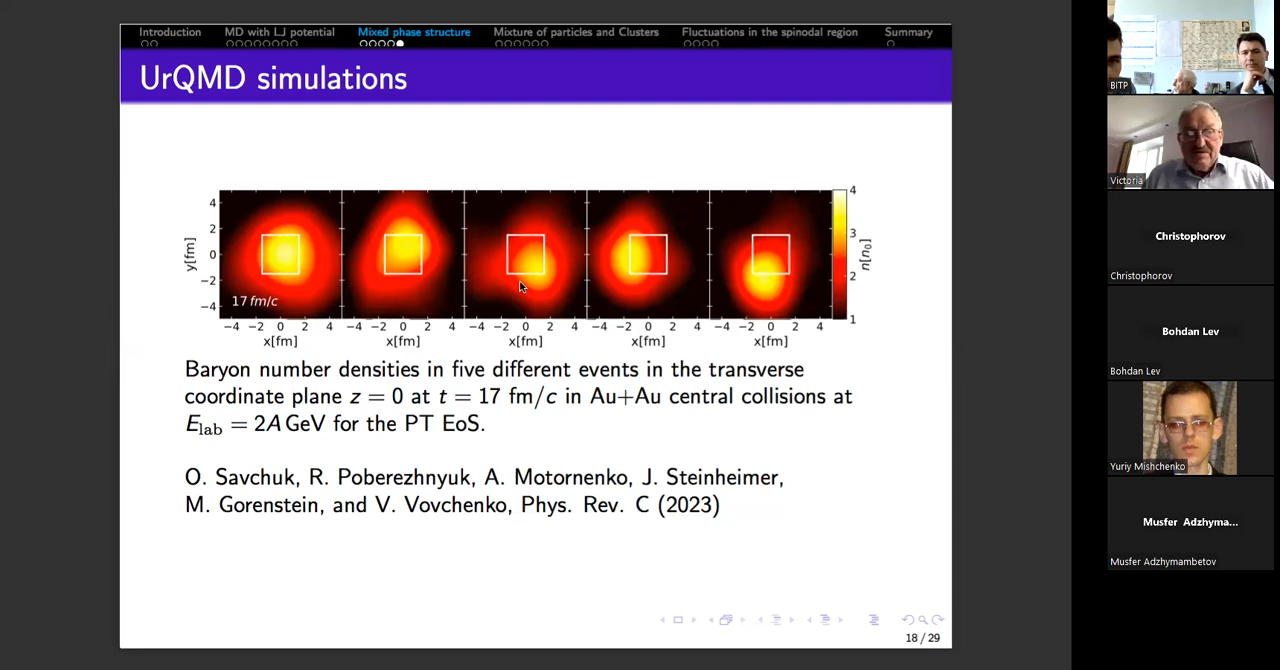 Introduction
MD with LJ potential
Mixed phase structure
Mixture of particles and Clusters
Fluctuations in the spinodal region
Summary
UrQMD simulations
4
2
0
−2
−4
y[fm]
17 fm/c
−4 −2 0 2 4
−4 −2 0 2 4
−4 −2 0 2 4
−4 −2 0 2 4
−4 −2 0 2 4
x[fm]
x[fm]
x[fm]
x[fm]
x[fm]
4
3
2
1
n[n₀]
Baryon number densities in five different events in the transverse
coordinate plane z = 0 at t = 17 fm/c in Au+Au central collisions at
E_lab = 2A GeV for the PT EoS.
O. Savchuk, R. Poberezhnyuk, A. Motornenko, J. Steinheimer,
M. Gorenstein, and V. Vovchenko, Phys. Rev. C (2023)
18 / 29
BITP
Victoria
Christophorov
Christophorov
Bohdan Lev
Bohdan Lev
Yuriy Mishchenko
Musfer Adzhyma...
Musfer Adzhymambetov